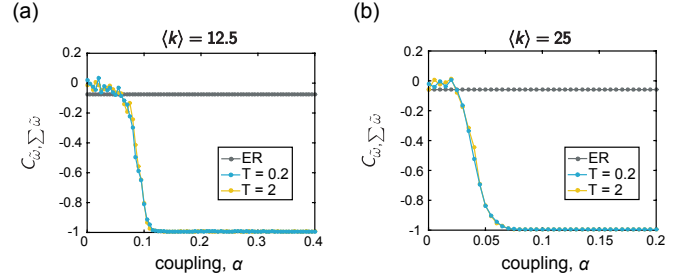 (a)
⟨k⟩ = 12.5
0.2
0
-0.2
-0.4
-0.6
-0.8
-1
C_{ω̃, ∑ ω̃}
ER
T = 0.2
T = 2
0 0.1 0.2 0.3 0.4
coupling, α
(b)
⟨k⟩ = 25
0.2
0
-0.2
-0.4
-0.6
-0.8
-1
C_{ω̃, ∑ ω̃}
ER
T = 0.2
T = 2
0 0.05 0.1 0.15 0.2
coupling, α